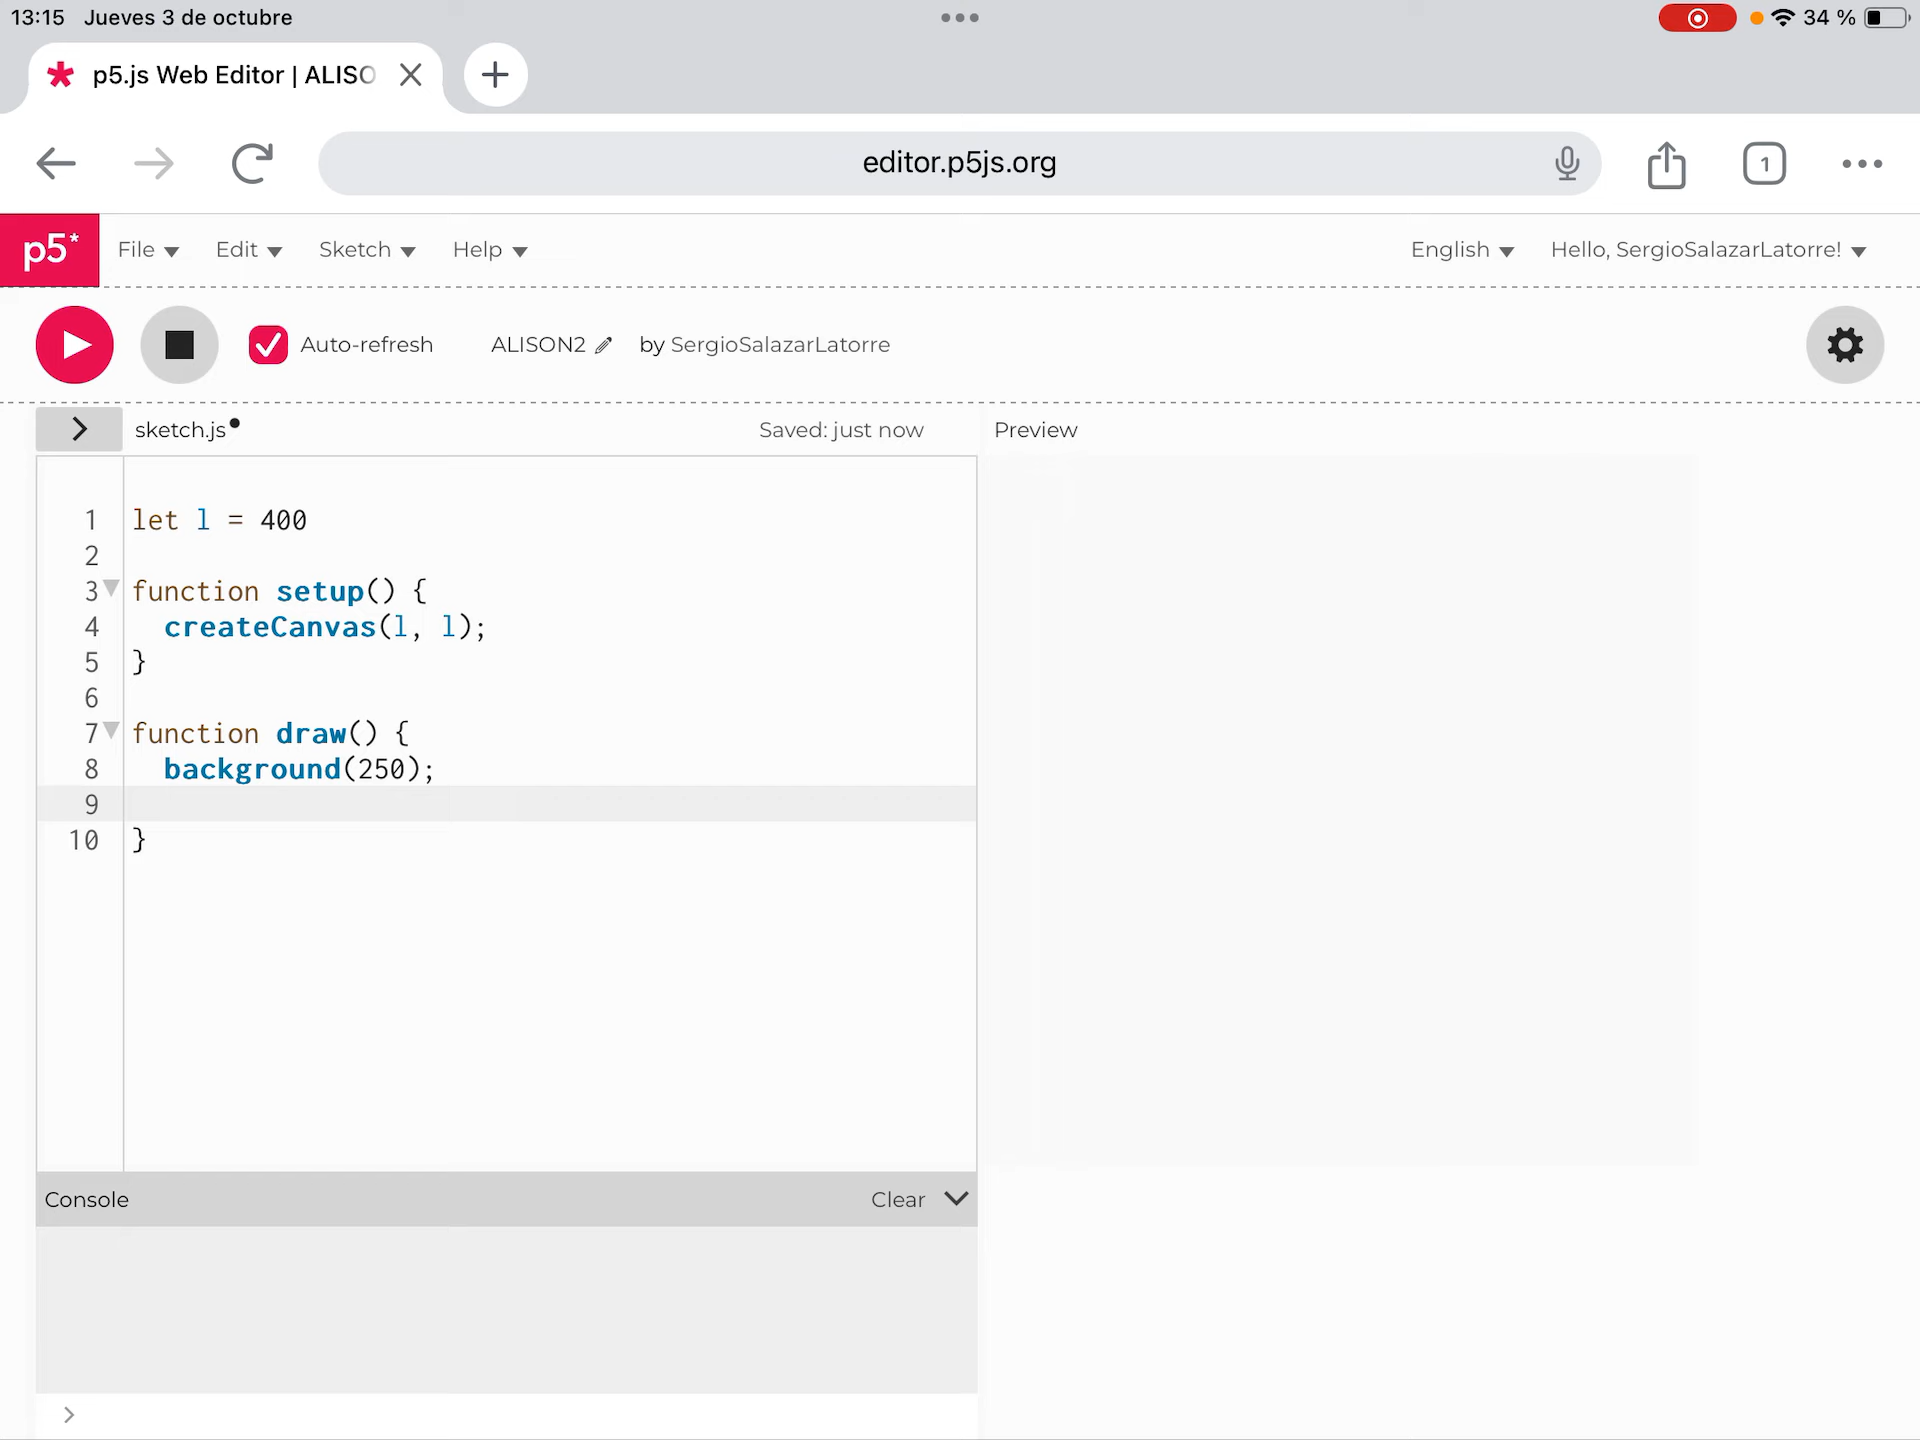 13:15 Jueves 3 de octubre 34 %
p5.js Web Editor | ALISO
editor.p5js.org 1
p5* File Edit Sketch Help English Hello, SergioSalazarLatorre!
Auto-refresh ALISON2 by SergioSalazarLatorre
> sketch.js Saved: just now Preview
1 let l = 400
2
3 function setup() {
4 createCanvas(l, l);
5 }
6
7 function draw() {
8 background(250);
9
10 }
Console Clear
>